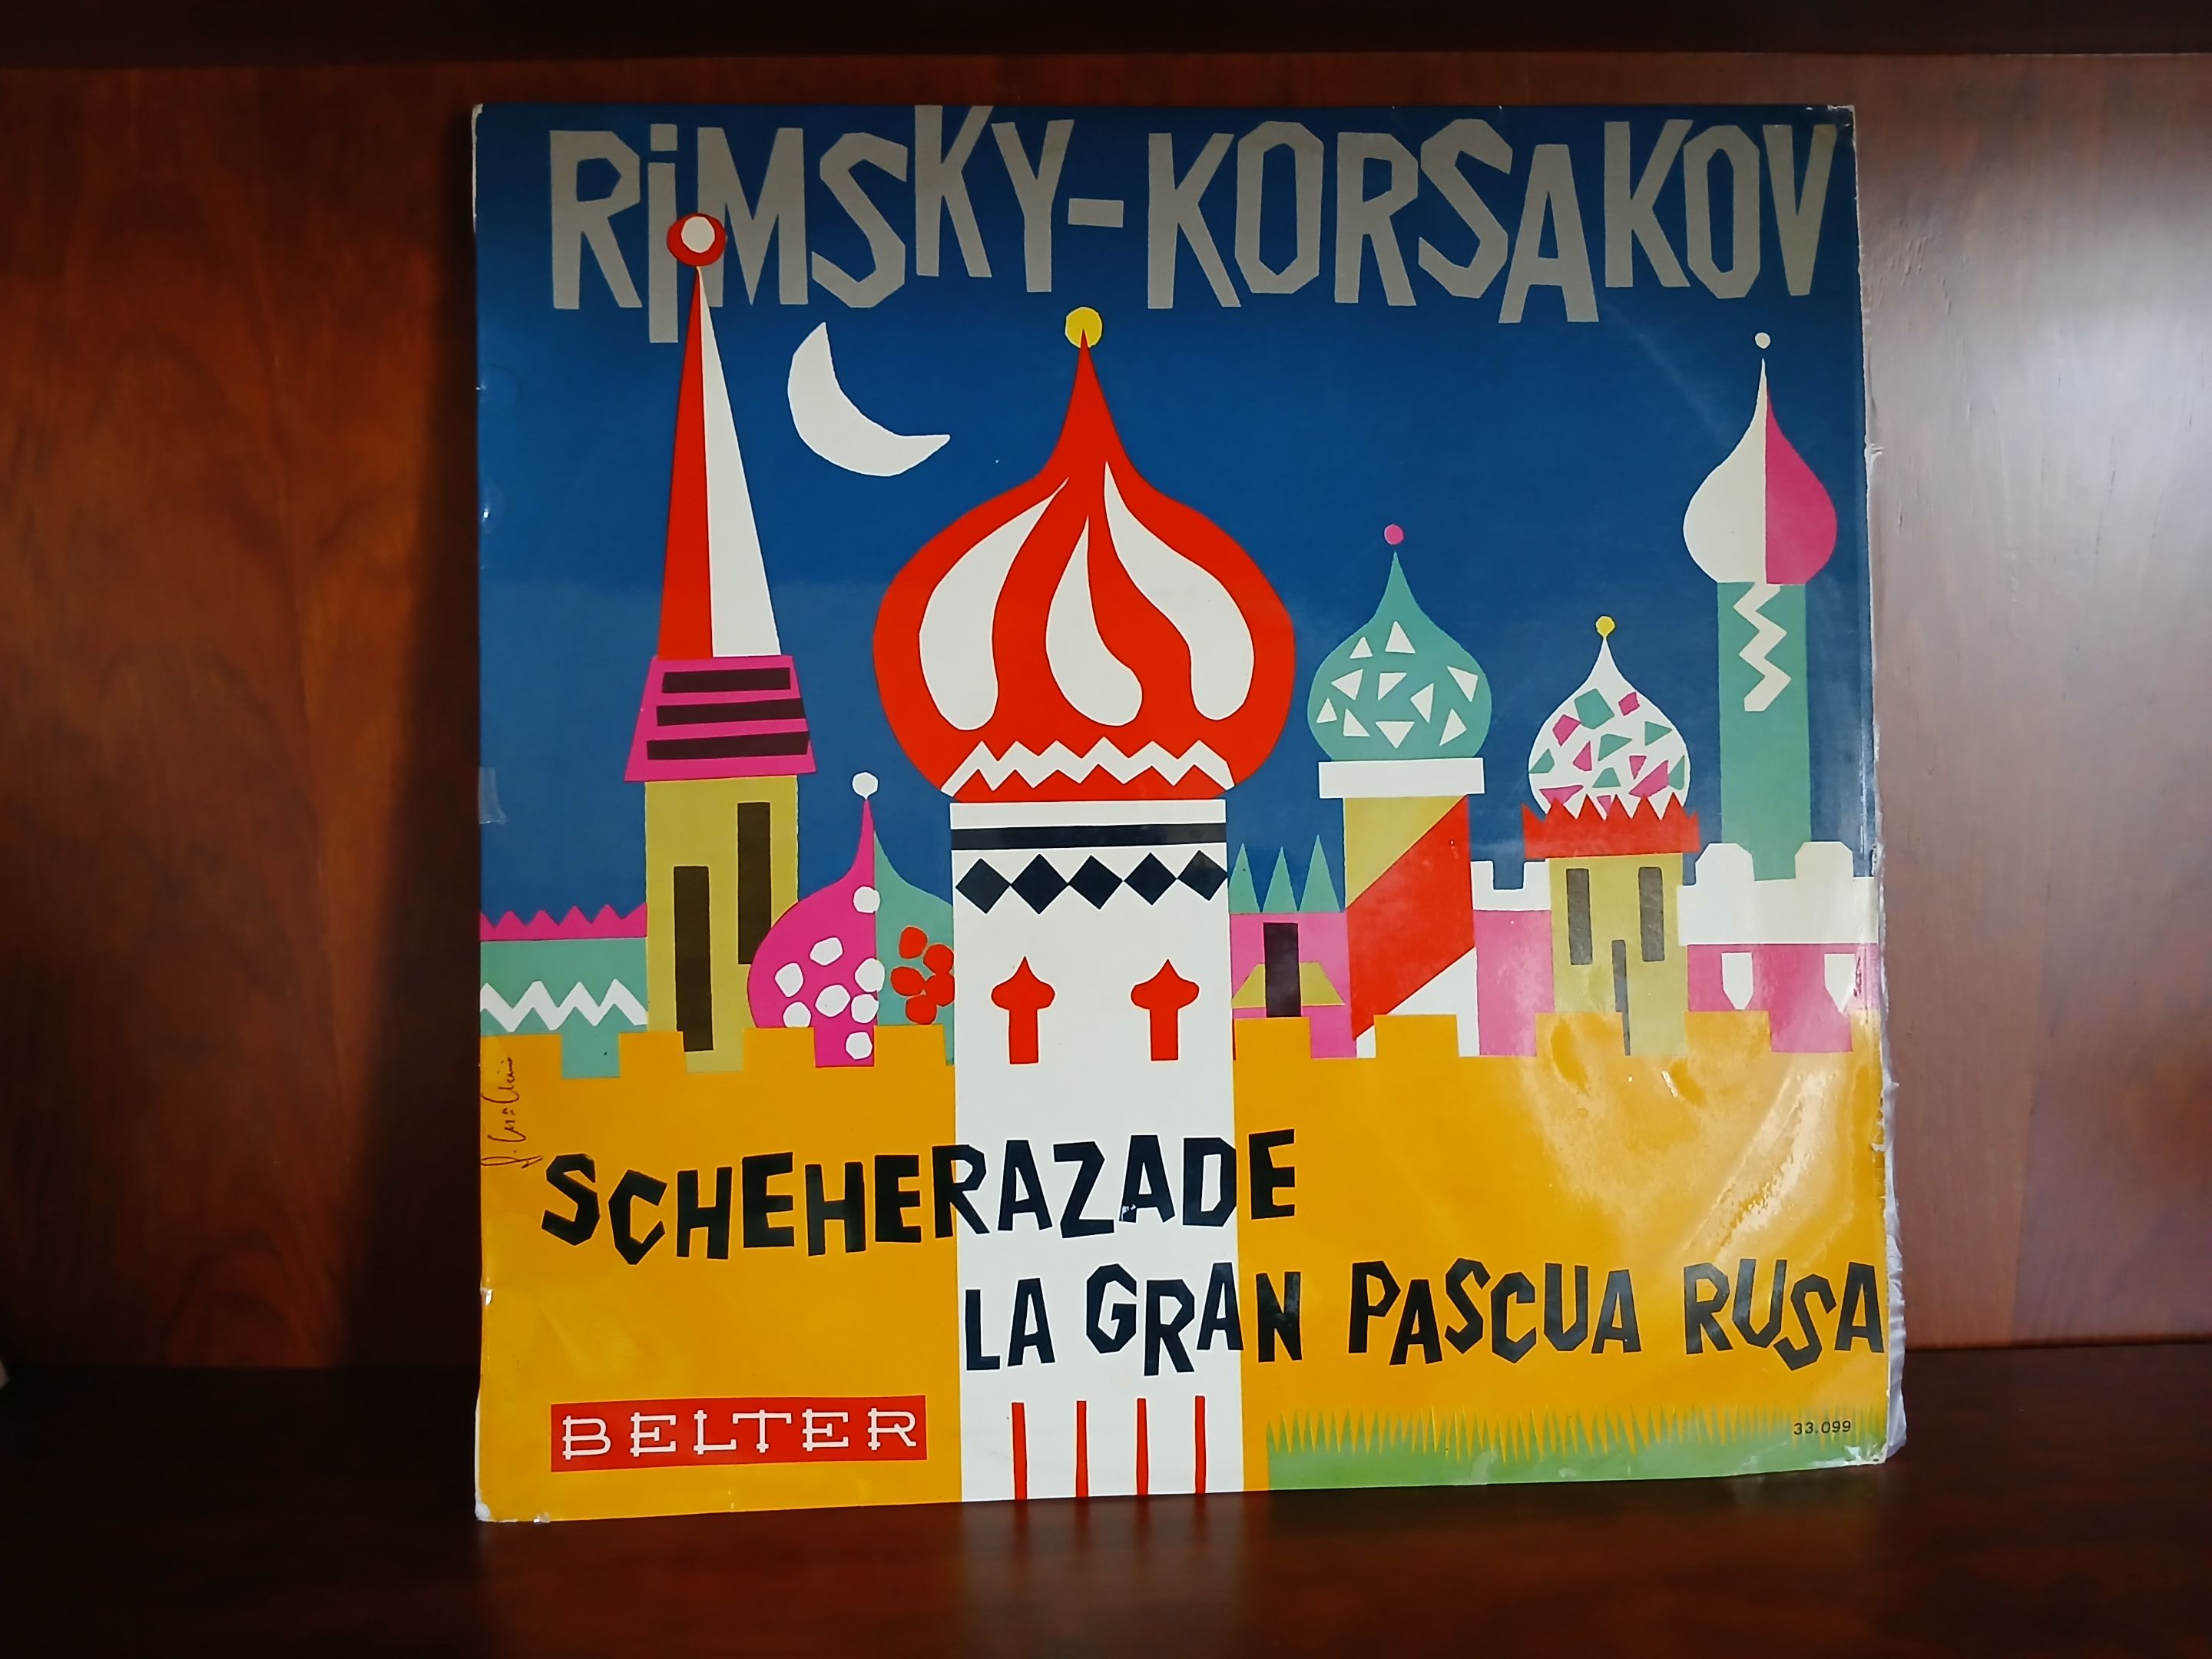 RiMSKY-KORSAKOV
SCHEHERAZADE
LA GRAN PASCUA RUSA
BELTER
33.099